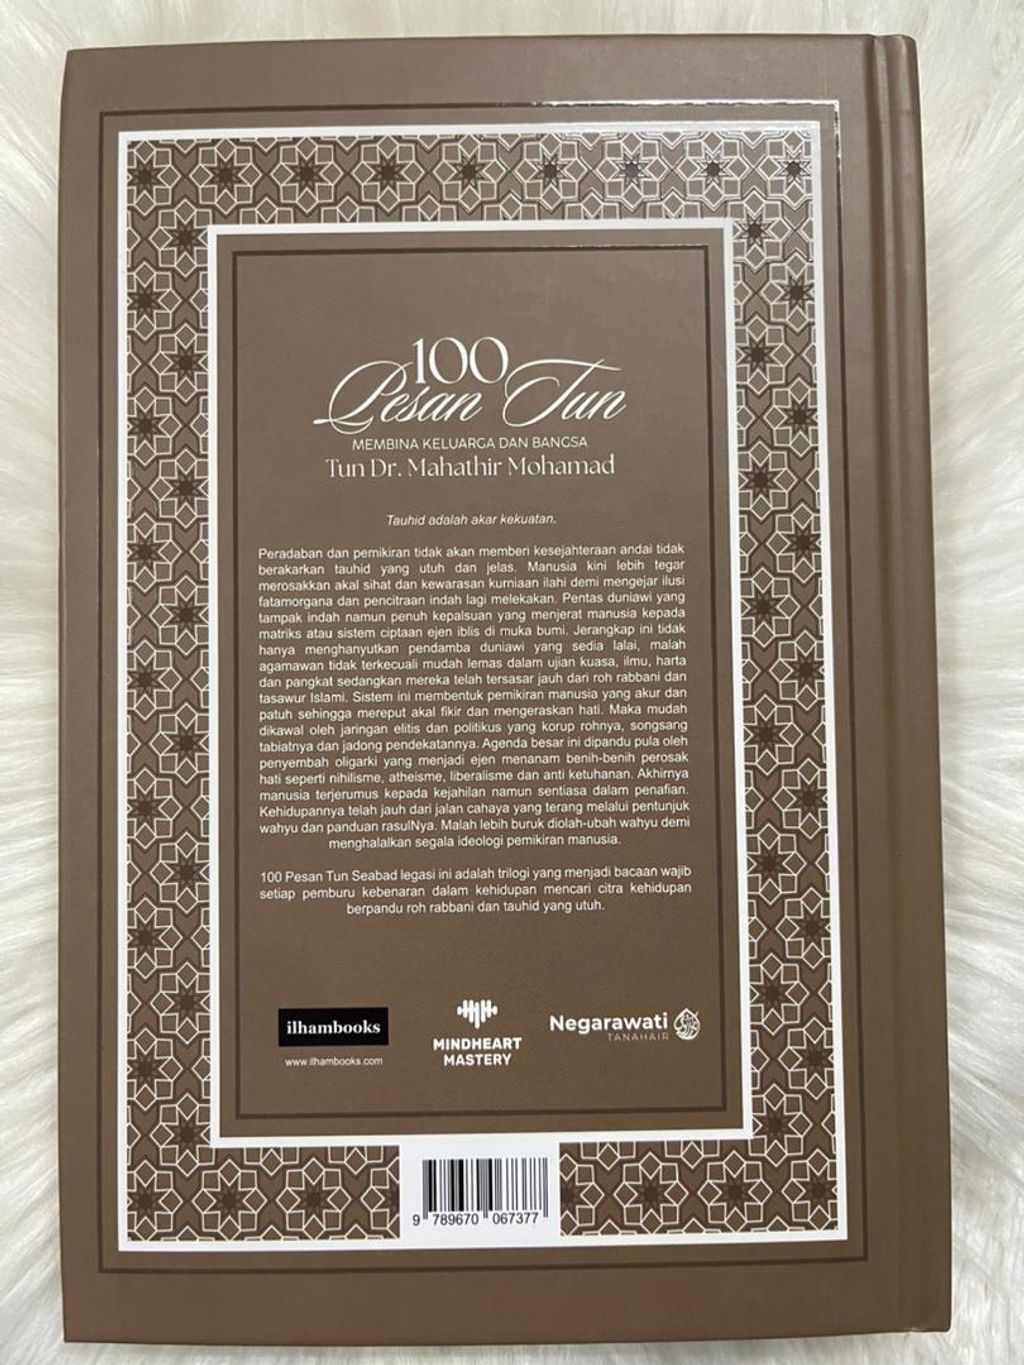 100
Pesan Tun
MEMBINA KELUARGA DAN BANGSA
Tun Dr. Mahathir Mohamad
Tauhid adalah akar kekuatan.
Peradaban dan pemikiran tidak akan memberi kesejahteraan andai tidak
berakarkan tauhid yang utuh dan jelas. Manusia kini lebih tegar
merosakkan akal sihat dan kewarasan kurniaan ilahi demi mengejar ilusi
fatamorgana dan pencitraan indah lagi melekakan. Pentas duniawi yang
tampak indah namun penuh kepalsuan yang menjerat manusia kepada
matriks atau sistem ciptaan ejen iblis di muka bumi. Jerangkap ini tidak
hanya menghanyutkan pendamba duniawi yang sedia lalai, malah
agamawan tidak terkecuali mudah lemas dalam ujian kuasa, ilmu, harta
dan pangkat sedangkan mereka telah tersasar jauh dari roh rabbani dan
tasawur Islami. Sistem ini membentuk pemikiran manusia yang akur dan
patuh sehingga mereput akal fikir dan mengeraskan hati. Maka mudah
dikawal oleh jaringan elitis dan politikus yang korup rohnya, songsang
tabiatnya dan jadong pendekatannya. Agenda besar ini dipandu pula oleh
penyembah oligarki yang menjadi ejen menanam benih-benih perosak
hati seperti nihilisme, atheisme, liberalisme dan anti ketuhanan. Akhirnya
manusia terjerumus kepada kejahilan namun sentiasa dalam penafian.
Kehidupannya telah jauh dari jalan cahaya yang terang melalui pentunjuk
wahyu dan panduan rasulNya. Malah lebih buruk diolah-ubah wahyu demi
menghalalkan segala ideologi pemikiran manusia.
100 Pesan Tun Seabad legasi ini adalah trilogi yang menjadi bacaan wajib
setiap pemburu kebenaran dalam kehidupan mencari citra kehidupan
berpandu roh rabbani dan tauhid yang utuh.
ilhambooks
www.ilhambooks.com
MINDHEART
MASTERY
Negarawati
TANAHAIR
9 789670 067377